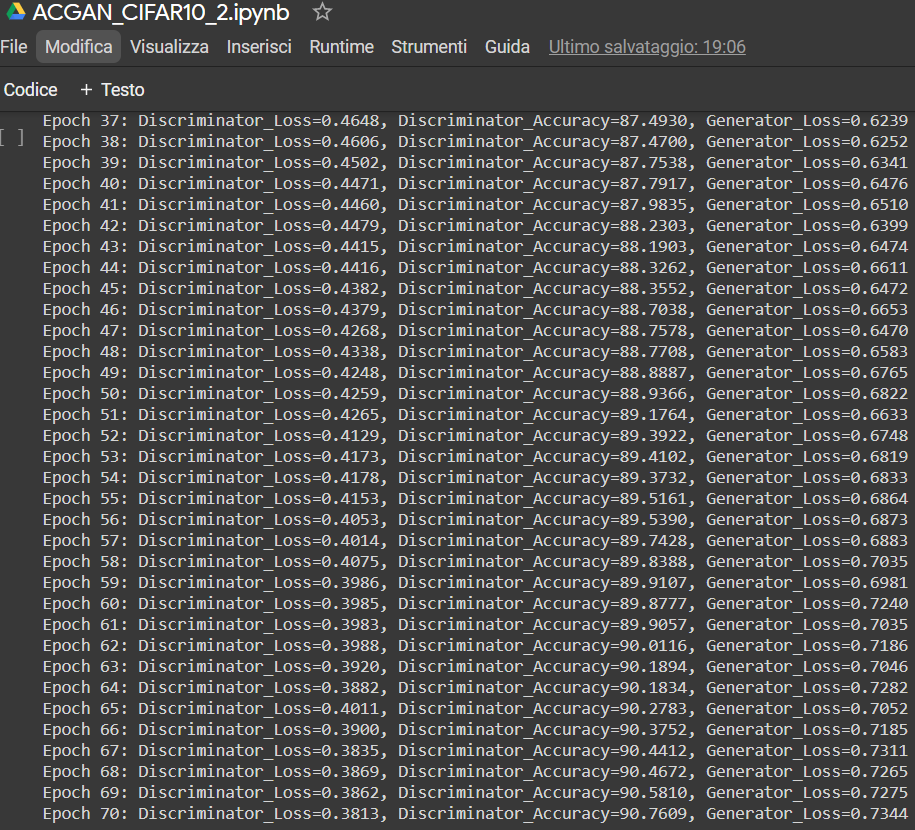 ACGAN_CIFAR10_2.ipynb ☆
File Modifica Visualizza Inserisci Runtime Strumenti Guida Ultimo salvataggio: 19:06
Codice + Testo
[ ]
Epoch 37: Discriminator_Loss=0.4648, Discriminator_Accuracy=87.4930, Generator_Loss=0.6239
Epoch 38: Discriminator_Loss=0.4606, Discriminator_Accuracy=87.4700, Generator_Loss=0.6252
Epoch 39: Discriminator_Loss=0.4502, Discriminator_Accuracy=87.7538, Generator_Loss=0.6341
Epoch 40: Discriminator_Loss=0.4471, Discriminator_Accuracy=87.7917, Generator_Loss=0.6476
Epoch 41: Discriminator_Loss=0.4460, Discriminator_Accuracy=87.9835, Generator_Loss=0.6510
Epoch 42: Discriminator_Loss=0.4479, Discriminator_Accuracy=88.2303, Generator_Loss=0.6399
Epoch 43: Discriminator_Loss=0.4415, Discriminator_Accuracy=88.1903, Generator_Loss=0.6474
Epoch 44: Discriminator_Loss=0.4416, Discriminator_Accuracy=88.3262, Generator_Loss=0.6611
Epoch 45: Discriminator_Loss=0.4382, Discriminator_Accuracy=88.3552, Generator_Loss=0.6472
Epoch 46: Discriminator_Loss=0.4379, Discriminator_Accuracy=88.7038, Generator_Loss=0.6653
Epoch 47: Discriminator_Loss=0.4268, Discriminator_Accuracy=88.7578, Generator_Loss=0.6470
Epoch 48: Discriminator_Loss=0.4338, Discriminator_Accuracy=88.7708, Generator_Loss=0.6583
Epoch 49: Discriminator_Loss=0.4248, Discriminator_Accuracy=88.8887, Generator_Loss=0.6765
Epoch 50: Discriminator_Loss=0.4259, Discriminator_Accuracy=88.9366, Generator_Loss=0.6822
Epoch 51: Discriminator_Loss=0.4265, Discriminator_Accuracy=89.1764, Generator_Loss=0.6633
Epoch 52: Discriminator_Loss=0.4129, Discriminator_Accuracy=89.3922, Generator_Loss=0.6748
Epoch 53: Discriminator_Loss=0.4173, Discriminator_Accuracy=89.4102, Generator_Loss=0.6819
Epoch 54: Discriminator_Loss=0.4178, Discriminator_Accuracy=89.3732, Generator_Loss=0.6833
Epoch 55: Discriminator_Loss=0.4153, Discriminator_Accuracy=89.5161, Generator_Loss=0.6864
Epoch 56: Discriminator_Loss=0.4053, Discriminator_Accuracy=89.5390, Generator_Loss=0.6873
Epoch 57: Discriminator_Loss=0.4014, Discriminator_Accuracy=89.7428, Generator_Loss=0.6883
Epoch 58: Discriminator_Loss=0.4075, Discriminator_Accuracy=89.8388, Generator_Loss=0.7035
Epoch 59: Discriminator_Loss=0.3986, Discriminator_Accuracy=89.9107, Generator_Loss=0.6981
Epoch 60: Discriminator_Loss=0.3985, Discriminator_Accuracy=89.8777, Generator_Loss=0.7240
Epoch 61: Discriminator_Loss=0.3983, Discriminator_Accuracy=89.9057, Generator_Loss=0.7035
Epoch 62: Discriminator_Loss=0.3988, Discriminator_Accuracy=90.0116, Generator_Loss=0.7186
Epoch 63: Discriminator_Loss=0.3920, Discriminator_Accuracy=90.1894, Generator_Loss=0.7046
Epoch 64: Discriminator_Loss=0.3882, Discriminator_Accuracy=90.1834, Generator_Loss=0.7282
Epoch 65: Discriminator_Loss=0.4011, Discriminator_Accuracy=90.2783, Generator_Loss=0.7052
Epoch 66: Discriminator_Loss=0.3900, Discriminator_Accuracy=90.3752, Generator_Loss=0.7185
Epoch 67: Discriminator_Loss=0.3835, Discriminator_Accuracy=90.4412, Generator_Loss=0.7311
Epoch 68: Discriminator_Loss=0.3869, Discriminator_Accuracy=90.4672, Generator_Loss=0.7265
Epoch 69: Discriminator_Loss=0.3862, Discriminator_Accuracy=90.5810, Generator_Loss=0.7275
Epoch 70: Discriminator_Loss=0.3813, Discriminator_Accuracy=90.7609, Generator_Loss=0.7344